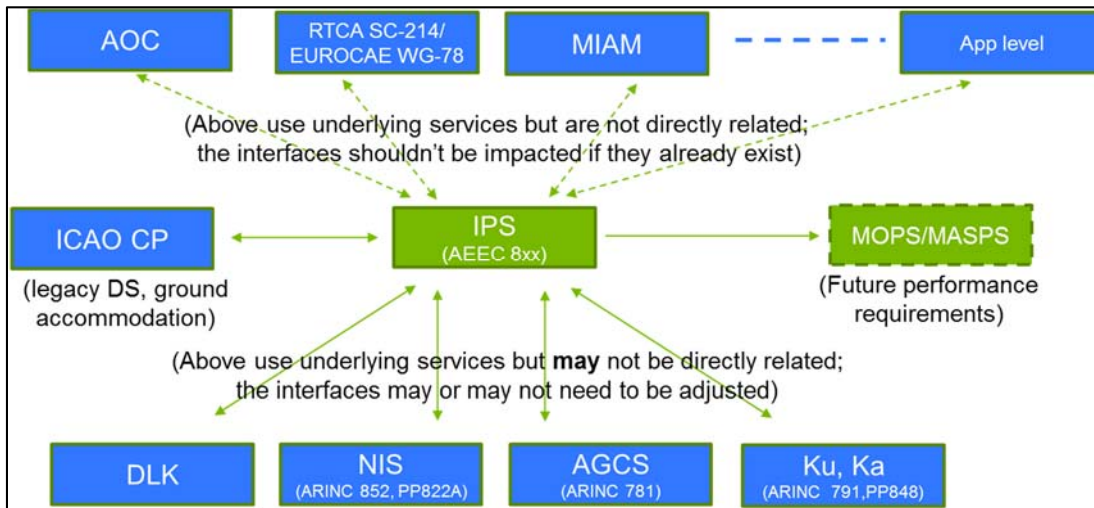 AOC
RTCA SC-214/
EUROCAE WG-78
MIAM
App level
(Above use underlying services but are not directly related;
the interfaces shouldn't be impacted if they already exist)
ICAO CP
(legacy DS, ground
accommodation)
IPS
(AEEC 8xx)
MOPS/MASPS
(Future performance
requirements)
(Above use underlying services but may not be directly related;
the interfaces may or may not need to be adjusted)
DLK
NIS
(ARINC 852, PP822A)
AGCS
(ARINC 781)
Ku, Ka
(ARINC 791,PP848)